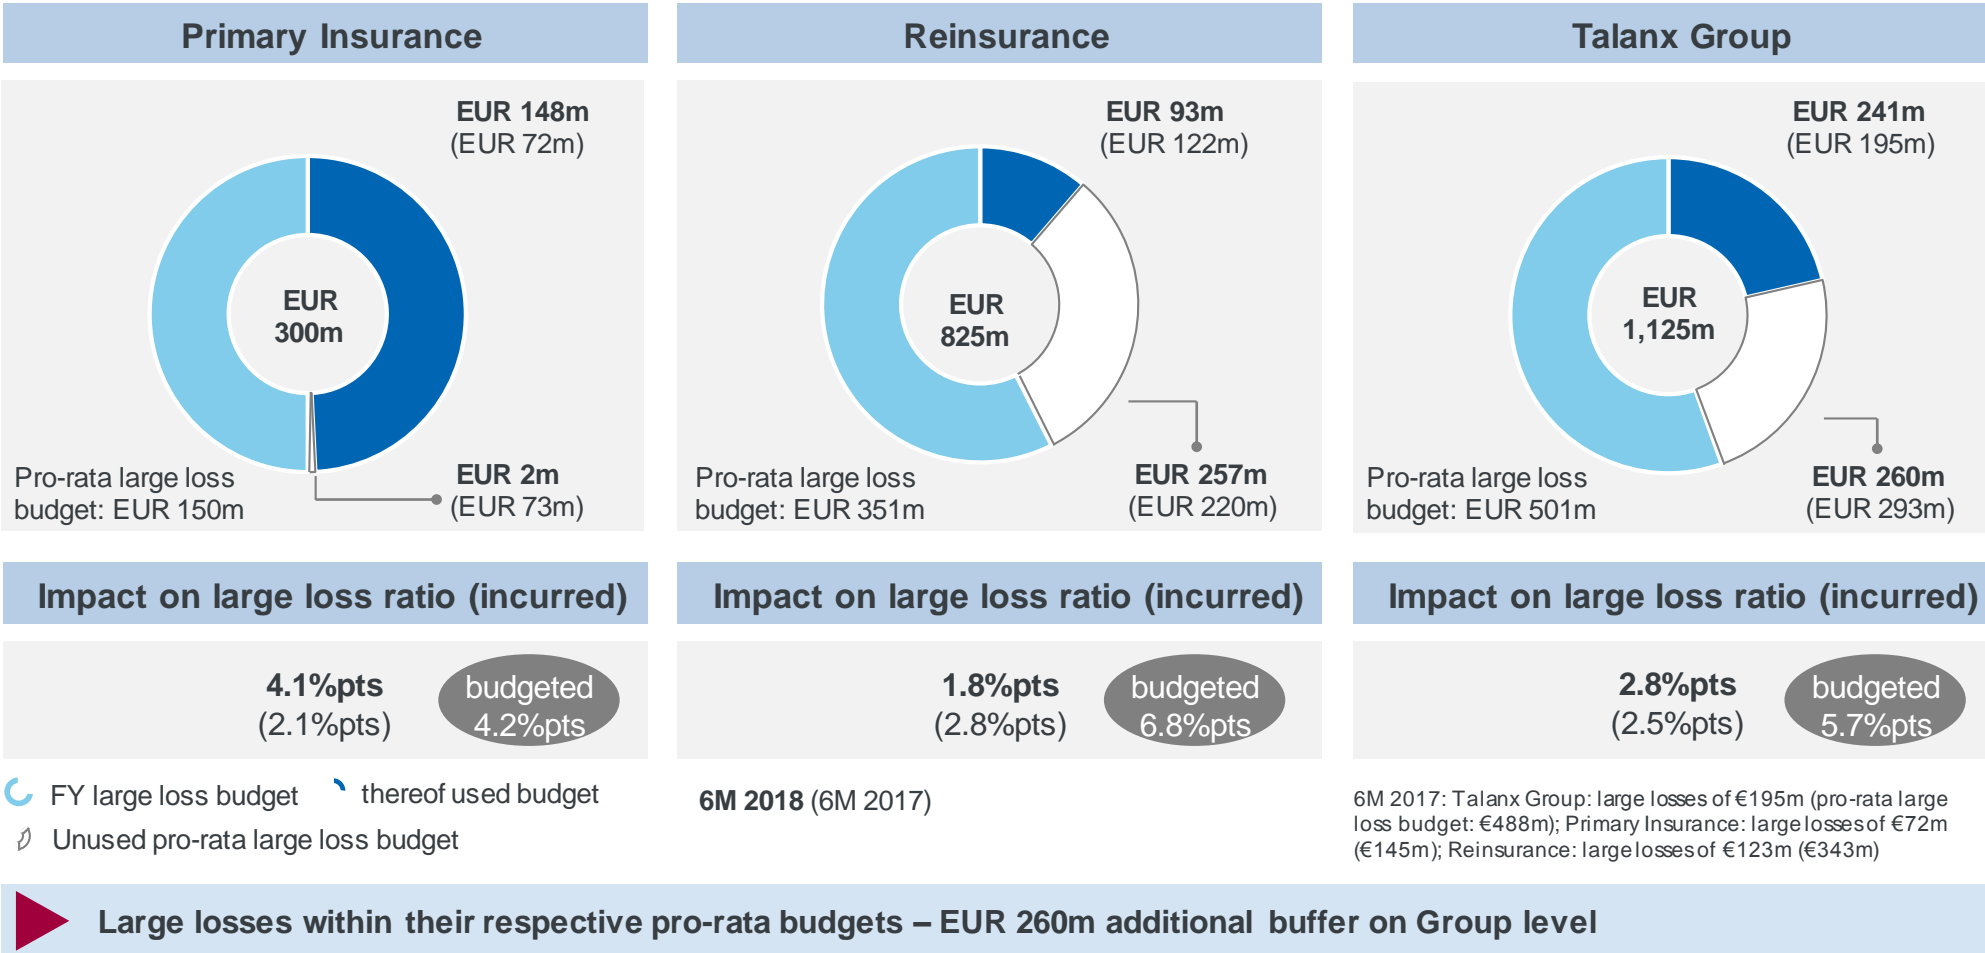 Primary Insurance
EUR 148m
(EUR 72m)
EUR
300m
Pro-rata large loss
budget: EUR 150m
EUR 2m
(EUR 73m)
Reinsurance
EUR 93m
(EUR 122m)
EUR
825m
Pro-rata large loss
budget: EUR 351m
EUR 257m
(EUR 220m)
Talanx Group
EUR 241m
(EUR 195m)
EUR
1,125m
Pro-rata large loss
budget: EUR 501m
EUR 260m
(EUR 293m)
Impact on large loss ratio (incurred)
4.1%pts
(2.1%pts)
budgeted
4.2%pts
Impact on large loss ratio (incurred)
1.8%pts
(2.8%pts)
budgeted
6.8%pts
Impact on large loss ratio (incurred)
2.8%pts
(2.5%pts)
budgeted
5.7%pts
FY large loss budget
thereof used budget
Unused pro-rata large loss budget
6M 2018 (6M 2017)
6M 2017: Talanx Group: large losses of €195m (pro-rata large
loss budget: €488m); Primary Insurance: large losses of €72m
(€145m); Reinsurance: large losses of €123m (€343m)
Large losses within their respective pro-rata budgets – EUR 260m additional buffer on Group level